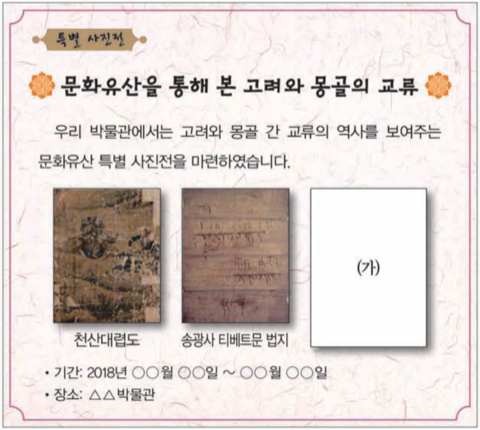 특별 사진전
문화유산을 통해 본 고려와 몽골의 교류
우리 박물관에서는 고려와 몽골 간 교류의 역사를 보여주는
문화유산 특별 사진전을 마련하였습니다.
(가)
천산대렵도
송광사 티베트문 법지
• 기간: 2018년 ○○월 ○○일 ~ ○○월 ○○일
• 장소: △△박물관